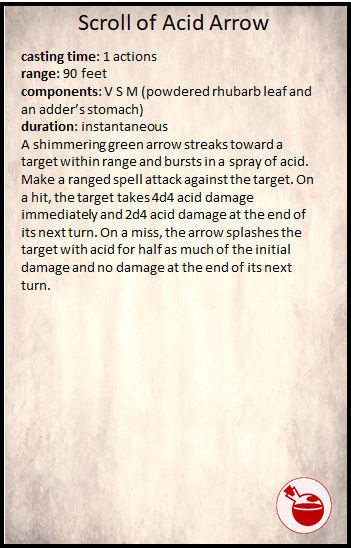 Scroll of Acid Arrow
casting time: 1 actions
range: 90 feet
components: V S M (powdered rhubarb leaf and
an adder’s stomach)
duration: instantaneous
A shimmering green arrow streaks toward a
target within range and bursts in a spray of acid.
Make a ranged spell attack against the target. On
a hit, the target takes 4d4 acid damage
immediately and 2d4 acid damage at the end of
its next turn. On a miss, the arrow splashes the
target with acid for half as much of the initial
damage and no damage at the end of its next
turn.